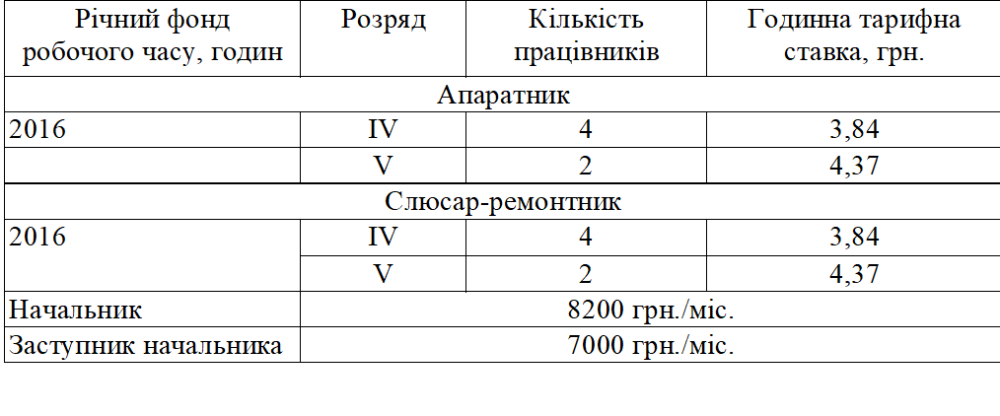 Річний фонд робочого часу, годин Розряд Кількість працівників Годинна тарифна ставка, грн.
Апаратник
2016 IV 4 3,84
V 2 4,37
Слюсар-ремонтник
2016 IV 4 3,84
V 2 4,37
Начальник 8200 грн./міс.
Заступник начальника 7000 грн./міс.